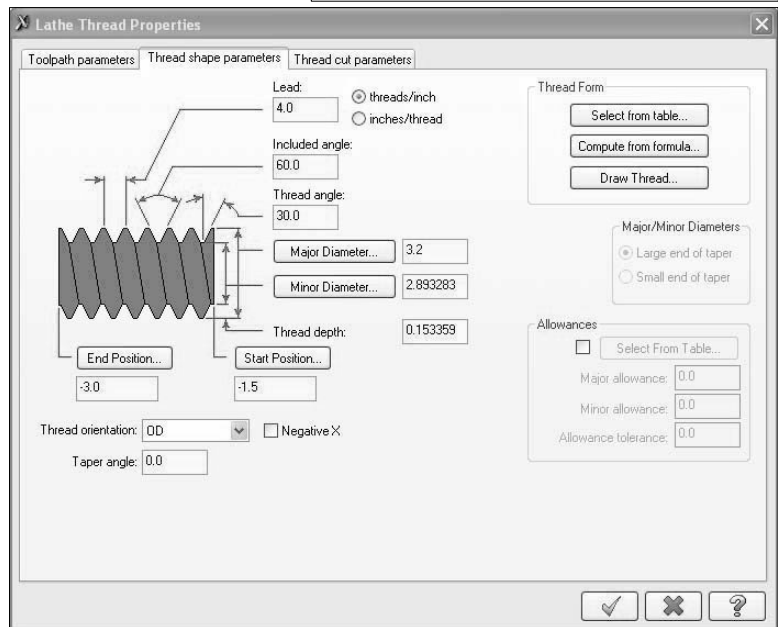 Lathe Thread Properties
Toolpath parameters
Thread shape parameters
Thread cut parameters
Lead:
4.0
threads/inch
inches/thread
Included angle:
60.0
Thread angle:
30.0
Major Diameter...
3.2
Minor Diameter...
2.893283
Thread depth:
0.153359
End Position...
Start Position...
-3.0
-1.5
Thread orientation:
OD
Negative X
Taper angle:
0.0
Thread Form
Select from table...
Compute from formula...
Draw Thread...
Major/Minor Diameters
Large end of taper
Small end of taper
Allowances
Select From Table...
Major allowance:
0.0
Minor allowance:
0.0
Allowance tolerance:
0.0
?